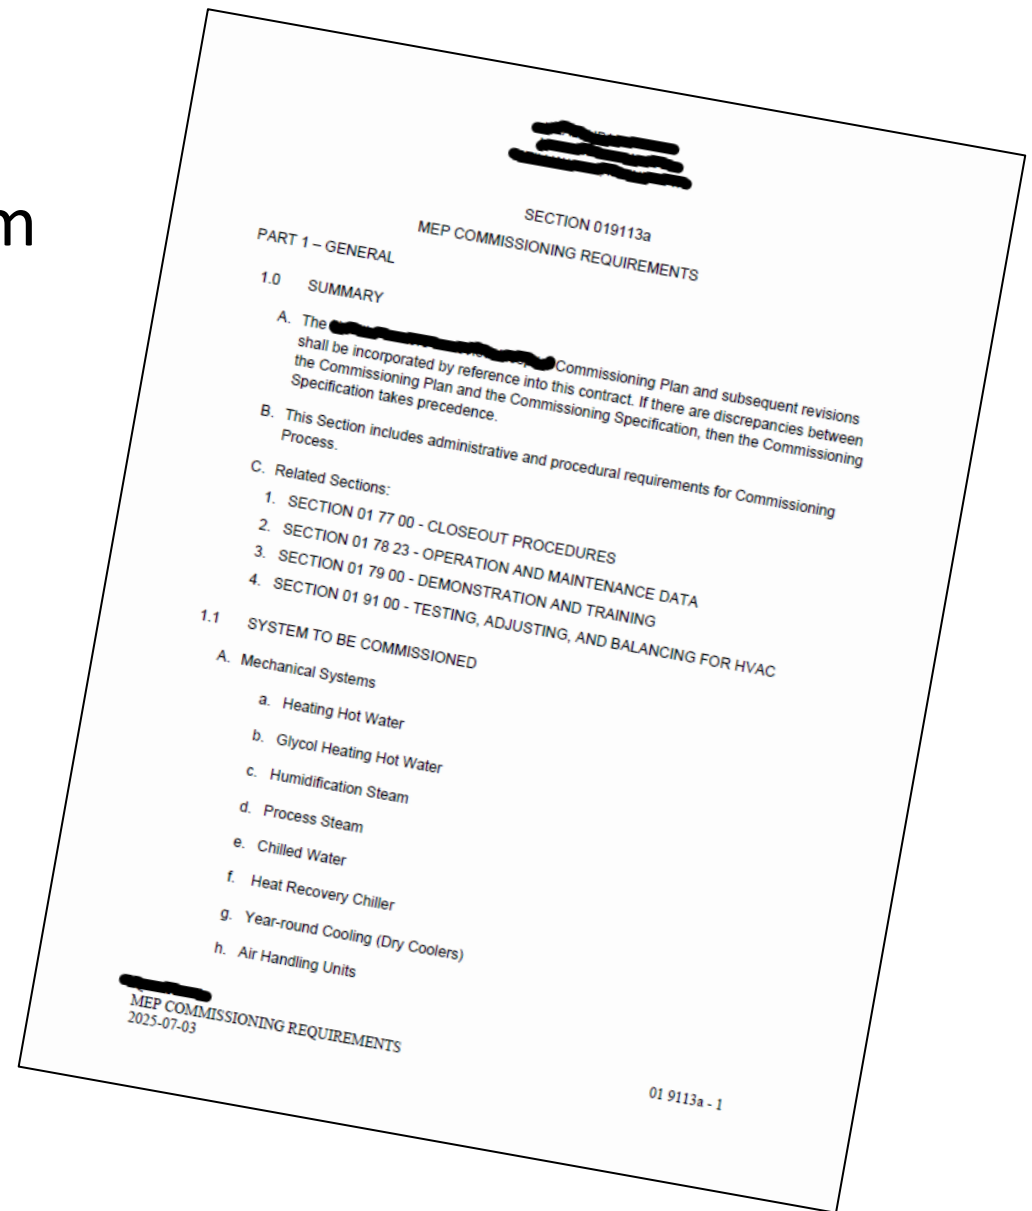 m
SECTION 019113a
MEP COMMISSIONING REQUIREMENTS
PART 1 – GENERAL
1.0 SUMMARY
A. The Commissioning Plan and subsequent revisions
shall be incorporated by reference into this contract. If there are discrepancies between
the Commissioning Plan and the Commissioning Specification, then the Commissioning
Specification takes precedence.
B. This Section includes administrative and procedural requirements for Commissioning
Process.
C. Related Sections:
1. SECTION 01 77 00 - CLOSEOUT PROCEDURES
2. SECTION 01 78 23 - OPERATION AND MAINTENANCE DATA
3. SECTION 01 79 00 - DEMONSTRATION AND TRAINING
4. SECTION 01 91 00 - TESTING, ADJUSTING, AND BALANCING FOR HVAC
1.1 SYSTEM TO BE COMMISSIONED
A. Mechanical Systems
a. Heating Hot Water
b. Glycol Heating Hot Water
c. Humidification Steam
d. Process Steam
e. Chilled Water
f. Heat Recovery Chiller
g. Year-round Cooling (Dry Coolers)
h. Air Handling Units
MEP COMMISSIONING REQUIREMENTS
2025-07-03
01 9113a - 1